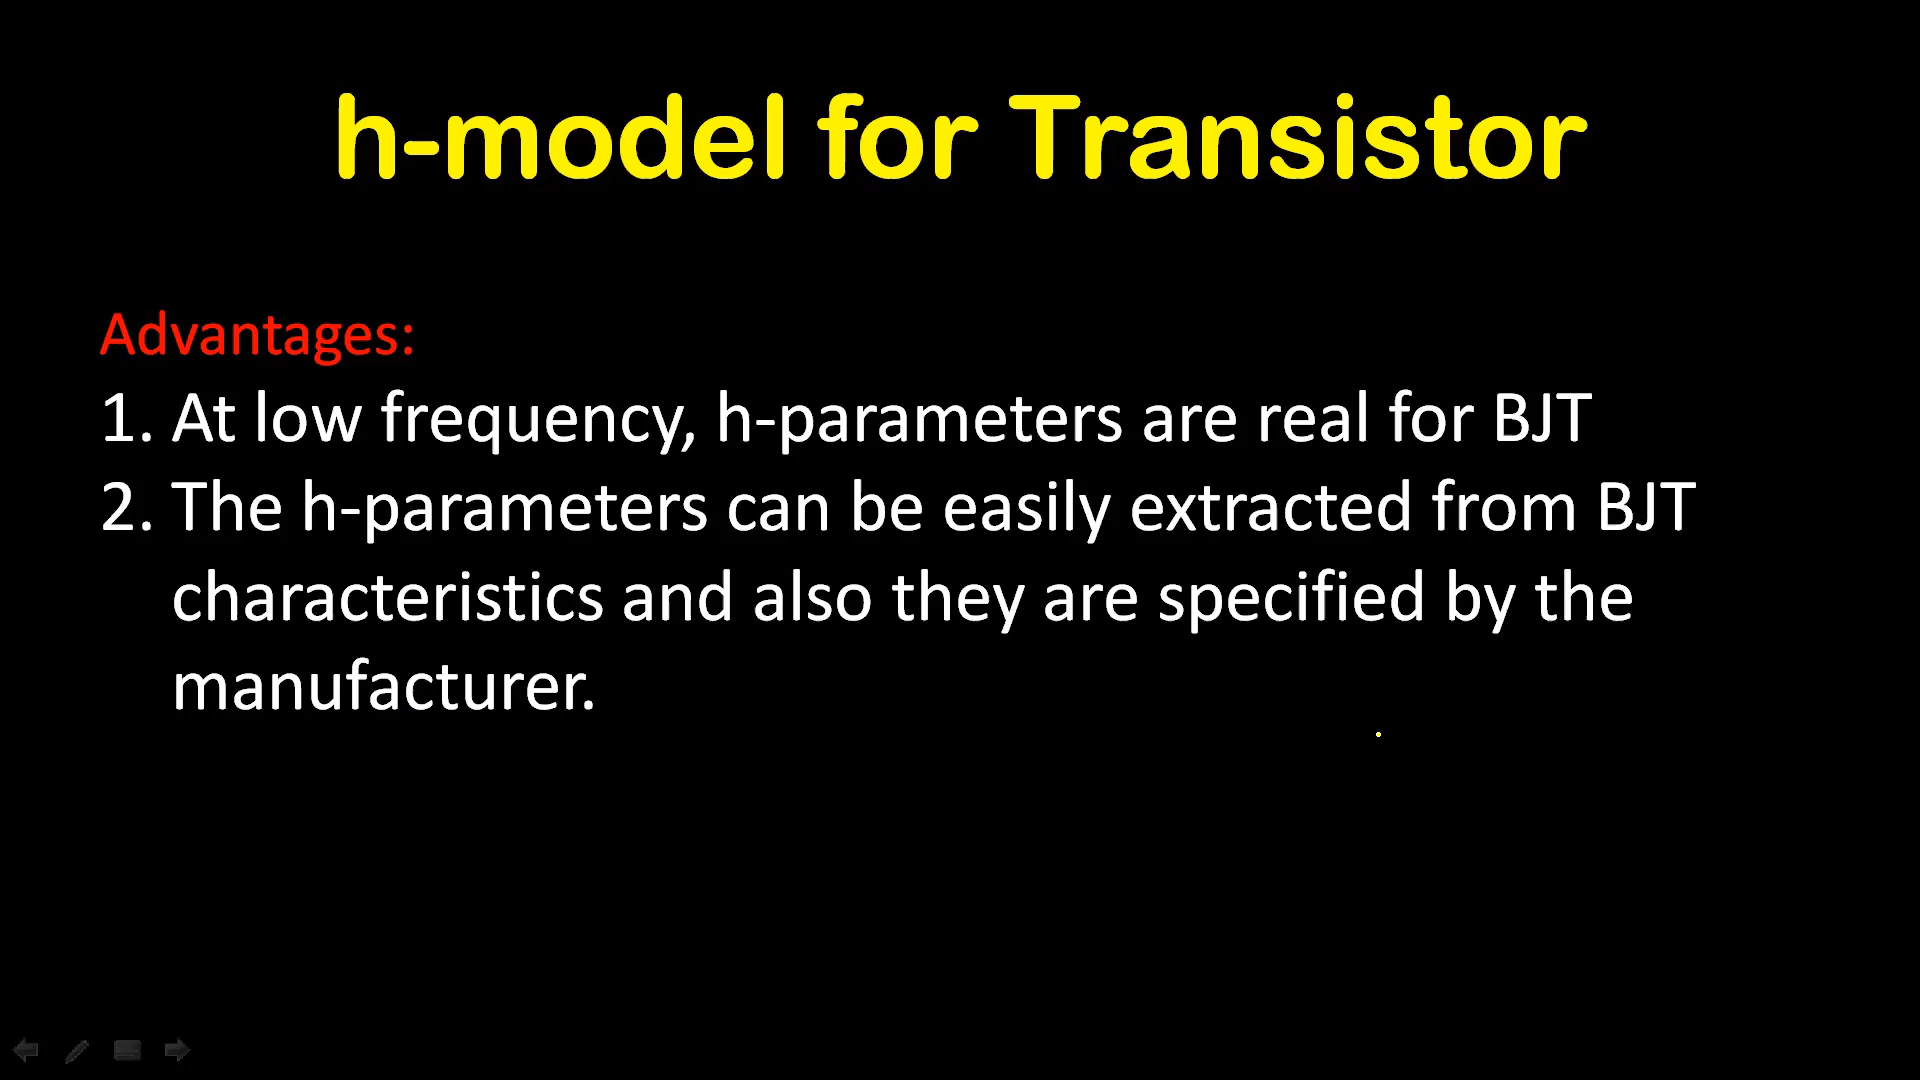 h-model for Transistor
Advantages:
1. At low frequency, h-parameters are real for BJT
2. The h-parameters can be easily extracted from BJT
characteristics and also they are specified by the
manufacturer.